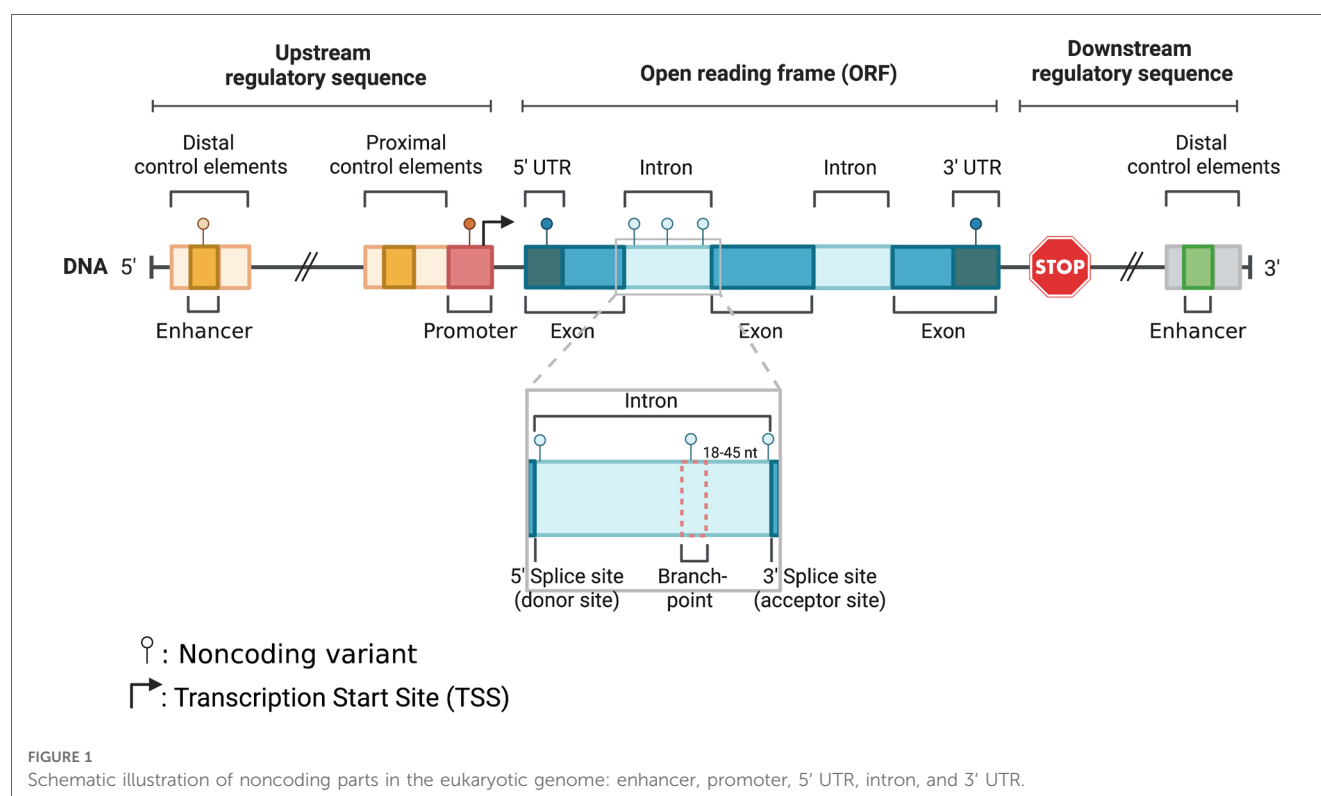 Upstream
regulatory sequence
Open reading frame (ORF)
Downstream
regulatory sequence
Distal
control elements
Proximal
control elements
5' UTR
Intron
Intron
3' UTR
Distal
control elements
DNA 5'
STOP
3'
Enhancer
Promoter
Exon
Exon
Exon
Enhancer
Intron
18-45 nt
5' Splice site
(donor site)
Branch-
point
3' Splice site
(acceptor site)
: Noncoding variant
: Transcription Start Site (TSS)
FIGURE 1
Schematic illustration of noncoding parts in the eukaryotic genome: enhancer, promoter, 5′ UTR, intron, and 3′ UTR.